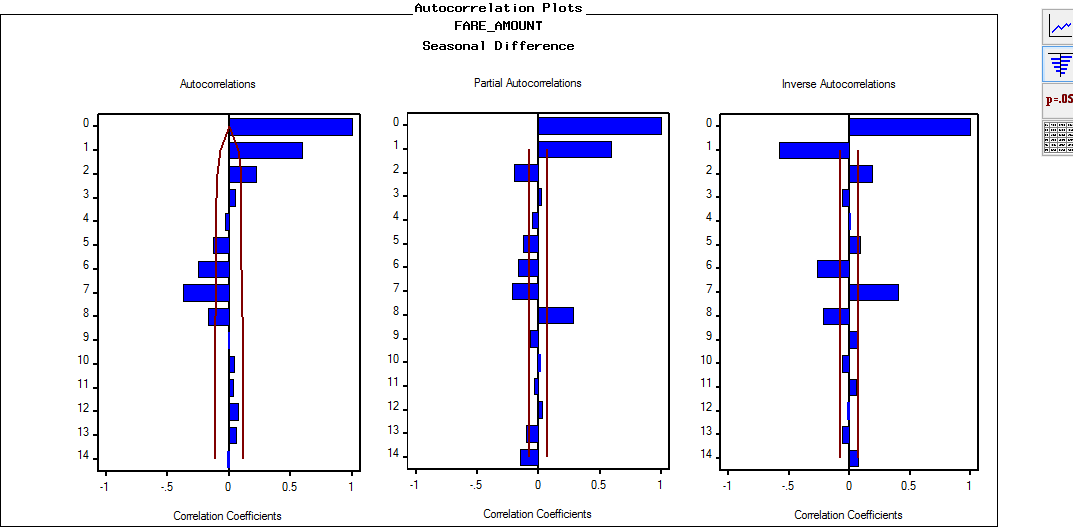 Autocorrelation Plots
FARE_AMOUNT
Seasonal Difference
Autocorrelations
Partial Autocorrelations
Inverse Autocorrelations
0 0 0
1 1 1
2 2 2
3 3 3
4 4 4
5 5 5
6 6 6
7 7 7
8 8 8
9 9 9
10 10 10
11 11 11
12 12 12
13 13 13
14 14 14
-1 -.5 0 0.5 1
-1 -.5 0 0.5 1
-1 -.5 0 0.5 1
Correlation Coefficients
Correlation Coefficients
Correlation Coefficients
p=.05